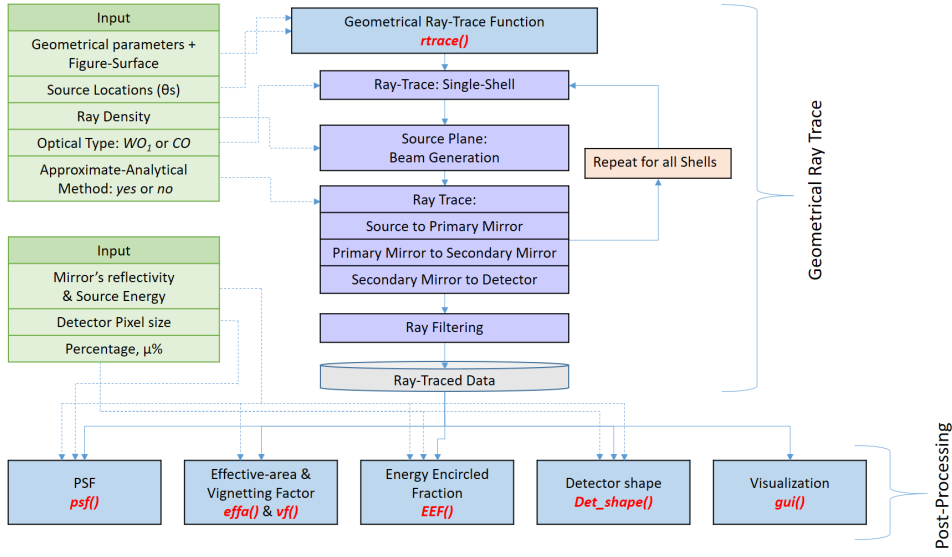 Input
Geometrical parameters +
Figure-Surface
Source Locations (θs)
Ray Density
Optical Type: WO₁ or CO
Approximate-Analytical
Method: yes or no
Geometrical Ray-Trace Function
rtrace()
Ray-Trace: Single-Shell
Source Plane:
Beam Generation
Ray Trace:
Source to Primary Mirror
Primary Mirror to Secondary Mirror
Secondary Mirror to Detector
Repeat for all Shells
Ray Filtering
Ray-Traced Data
Geometrical Ray Trace
Input
Mirror's reflectivity
& Source Energy
Detector Pixel size
Percentage, μ%
PSF
psf()
Effective-area &
Vignetting Factor
effa() & vf()
Energy Encircled
Fraction
EEF()
Detector shape
Det_shape()
Visualization
gui()
Post-Processing